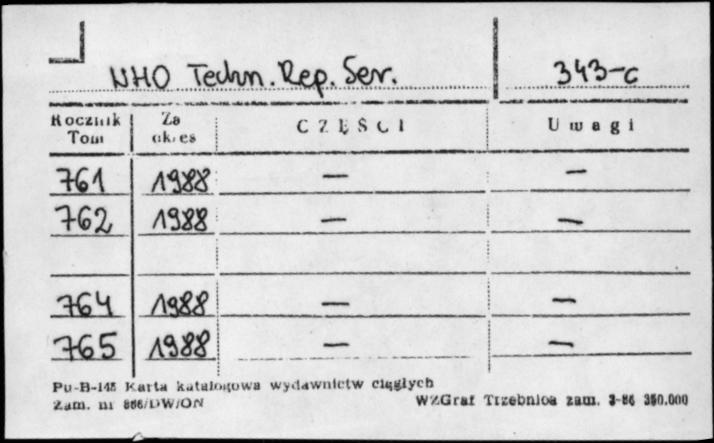 WHO Techn. Rep. Ser. 343-c
Rocznik Tom Za okres CZĘŚCI Uwagi
761 1988 — —
762 1988 — —
764 1988 — —
765 1988 — —
Pu-B-145 Karta katalogowa wydawnictw ciągłych
Zam. nr 866/DW/ON WZGraf Trzebnica zam. 3-86 350.000